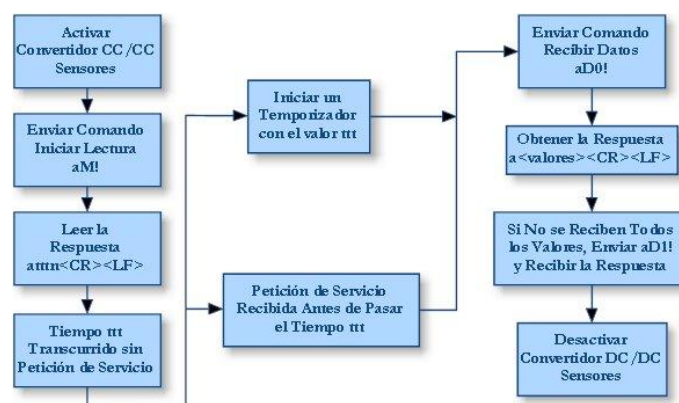 Activar
Convertidor CC/CC
Sensores
Enviar Comando
Iniciar Lectura
aM!
Leer la
Respuesta
atttn<CR><LF>
Tiempo ttt
Transcurrido sin
Petición de Servicio
Iniciar un
Temporizador
con el valor ttt
Petición de Servicio
Recibida Antes de Pasar
el Tiempo ttt
Enviar Comando
Recibir Datos
aD0!
Obtener la Respuesta
a<valores><CR><LF>
Si No se Reciben Todos
los Valores, Enviar aD1!
y Recibir la Respuesta
Desactivar
Convertidor DC/DC
Sensores